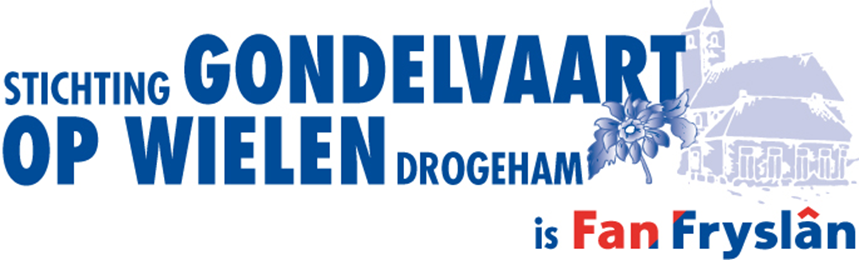 STICHTING GONDELVAART
OP WIELEN DROGEHAM
is Fan Fryslân